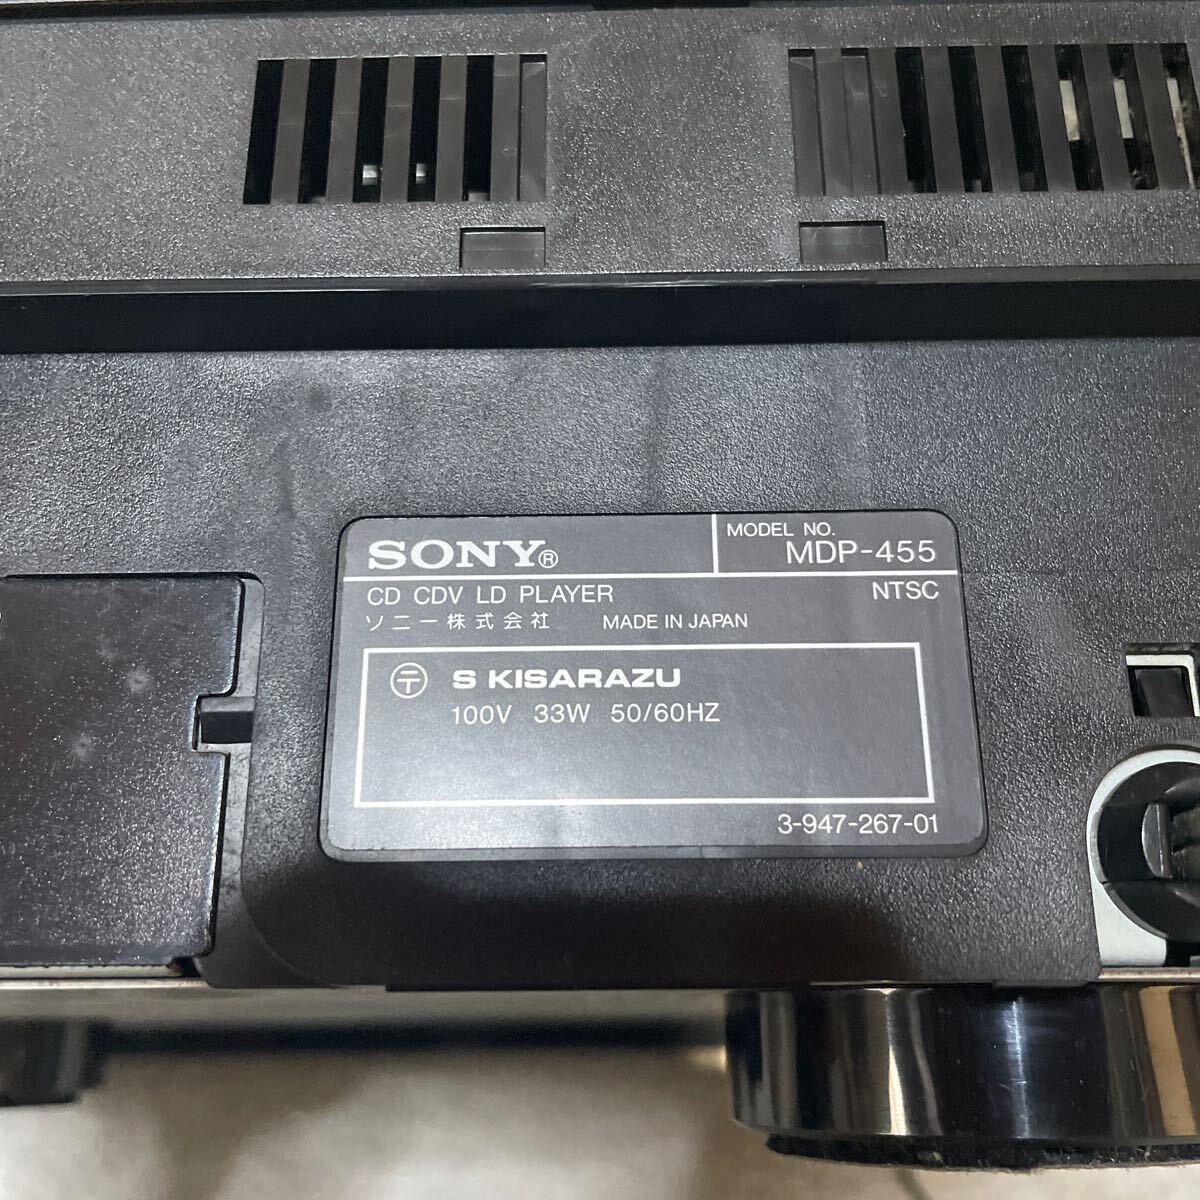 SONY®
MODEL NO.
MDP-455
CD CDV LD PLAYER
NTSC
ソニー株式会社 MADE IN JAPAN
〒 S KISARAZU
100V 33W 50/60HZ
3-947-267-01